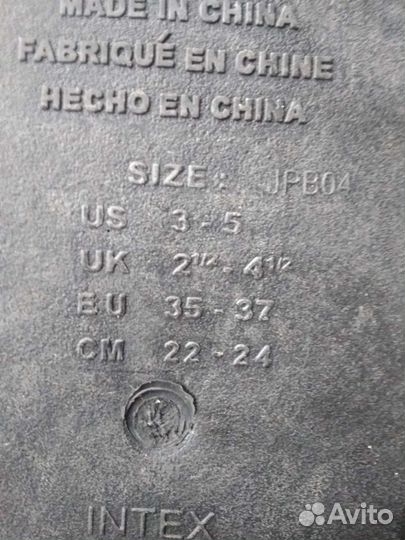 MADE IN CHINA
FABRIQUÉ EN CHINE
HECHO EN CHINA
SIZE: JPB04
US 3 - 5
UK 2½ - 4½
EU 35 - 37
CM 22 - 24
INTEX
Avito